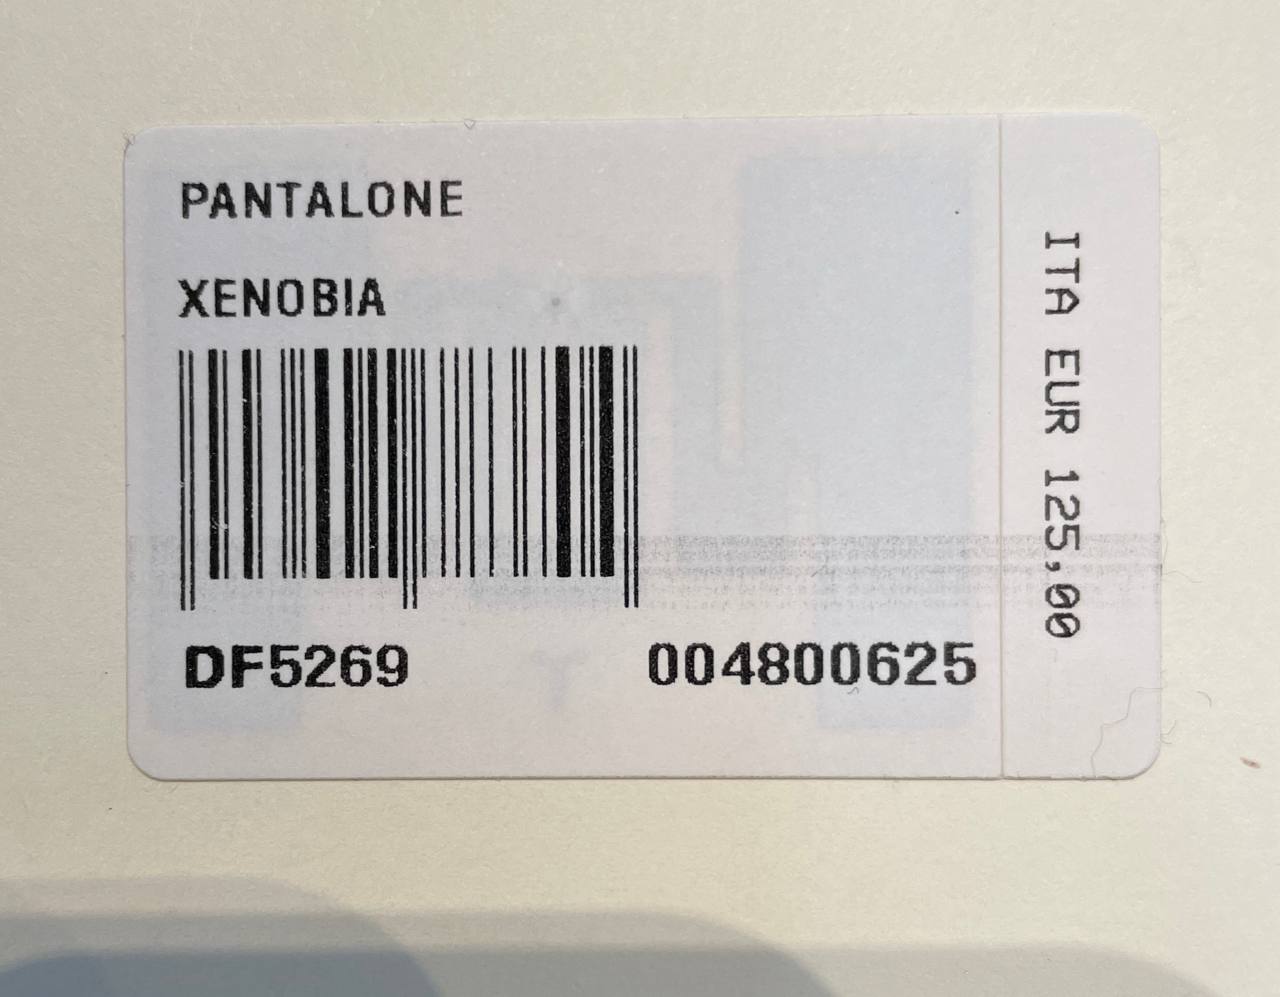 PANTALONE
XENOBIA
DF5269
004800625
ITA EUR 125,00